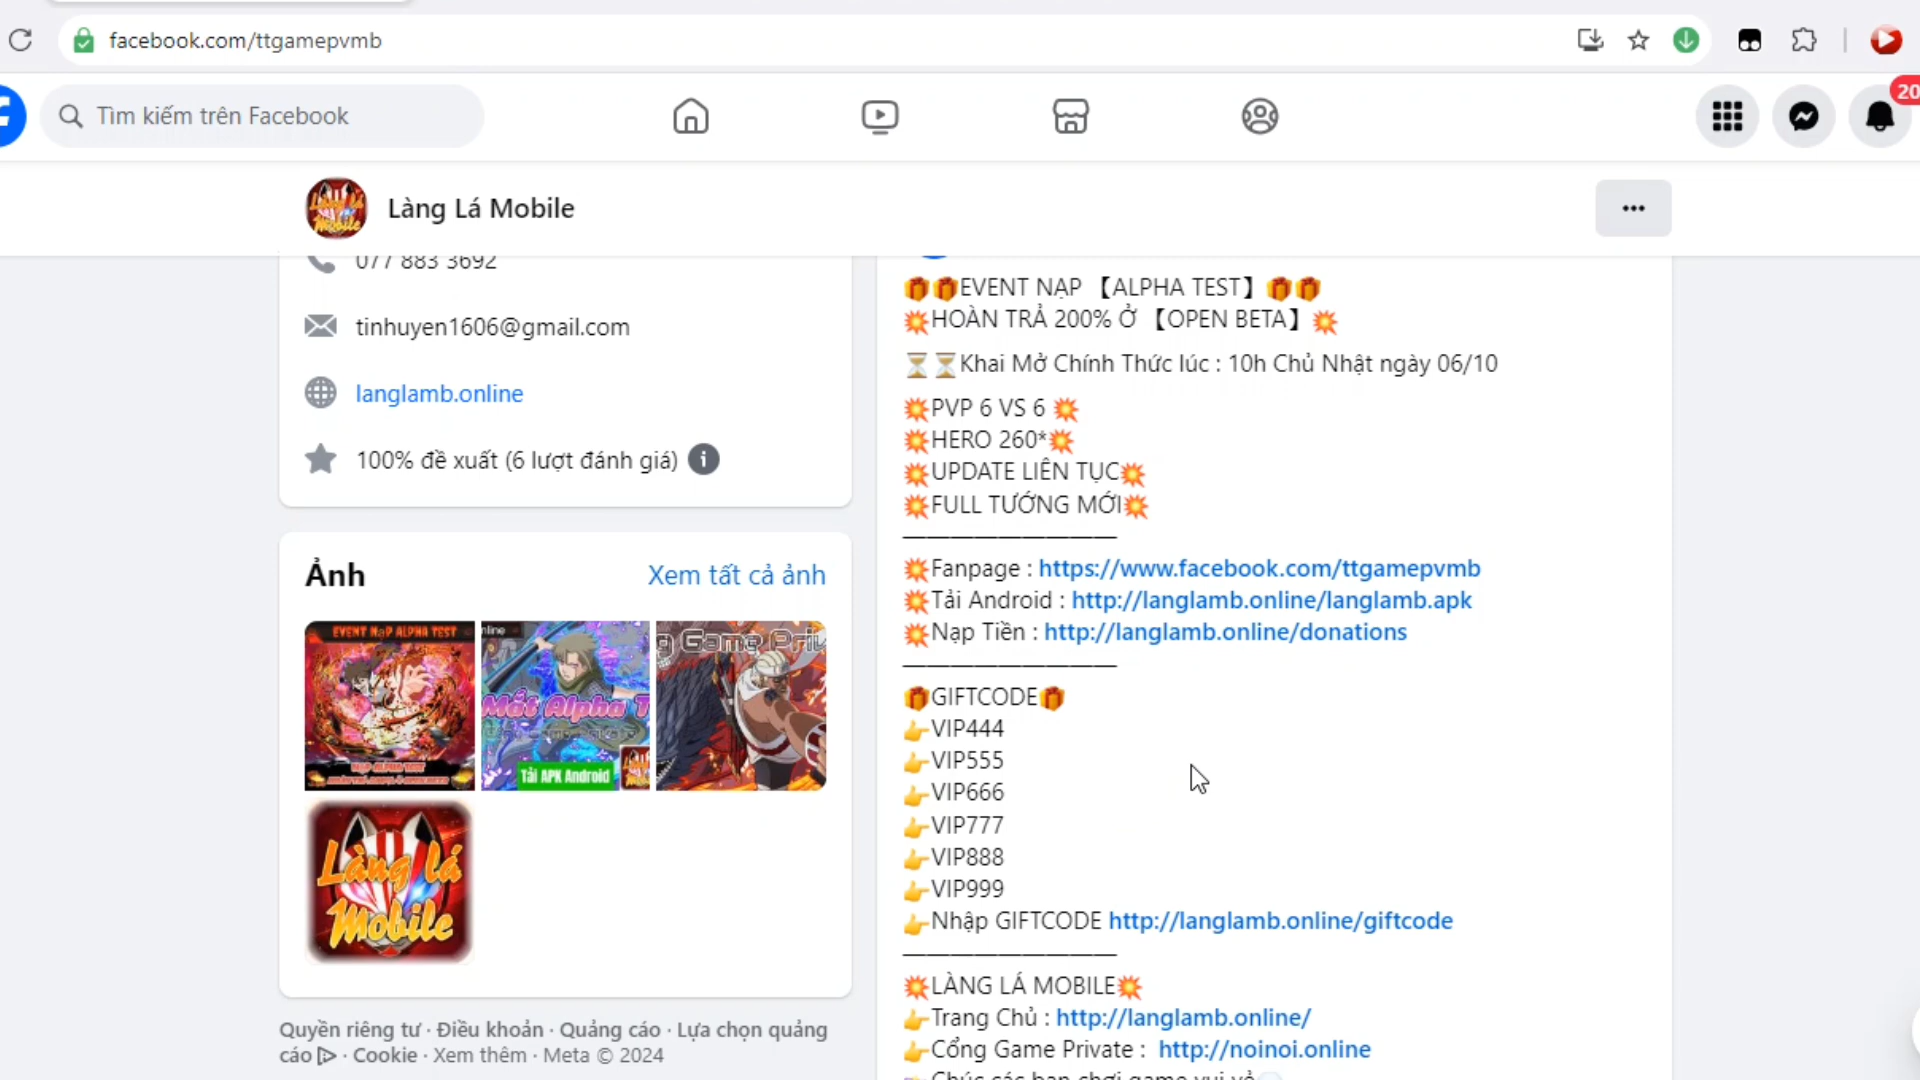 facebook.com/ttgamepvmb
Tìm kiếm trên Facebook
20
Làng Lá Mobile
077 883 3692
tinhuyen1606@gmail.com
langlamb.online
100% đề xuất (6 lượt đánh giá)
Ảnh
Xem tất cả ảnh
EVENT NẠP ALPHA TEST
Mắt Alpha T
Tải APK Android
g Game Priv
Làng lá
Mobile
Quyền riêng tư · Điều khoản · Quảng cáo · Lựa chọn quảng
cáo · Cookie · Xem thêm · Meta © 2024
🎁🎁EVENT NẠP 【ALPHA TEST】🎁🎁
💥HOÀN TRẢ 200% Ở 【OPEN BETA】💥
⏳⏳Khai Mở Chính Thức lúc : 10h Chủ Nhật ngày 06/10
💥PVP 6 VS 6 💥
💥HERO 260*💥
💥UPDATE LIÊN TỤC💥
💥FULL TƯỚNG MỚI💥
—————————
💥Fanpage : https://www.facebook.com/ttgamepvmb
💥Tải Android : http://langlamb.online/langlamb.apk
💥Nạp Tiền : http://langlamb.online/donations
—————————
🎁GIFTCODE🎁
👉VIP444
👉VIP555
👉VIP666
👉VIP777
👉VIP888
👉VIP999
👉Nhập GIFTCODE http://langlamb.online/giftcode
—————————
💥LÀNG LÁ MOBILE💥
👉Trang Chủ : http://langlamb.online/
👉Cổng Game Private : http://noinoi.online
Chúc các bạn chơi game vui vẻ